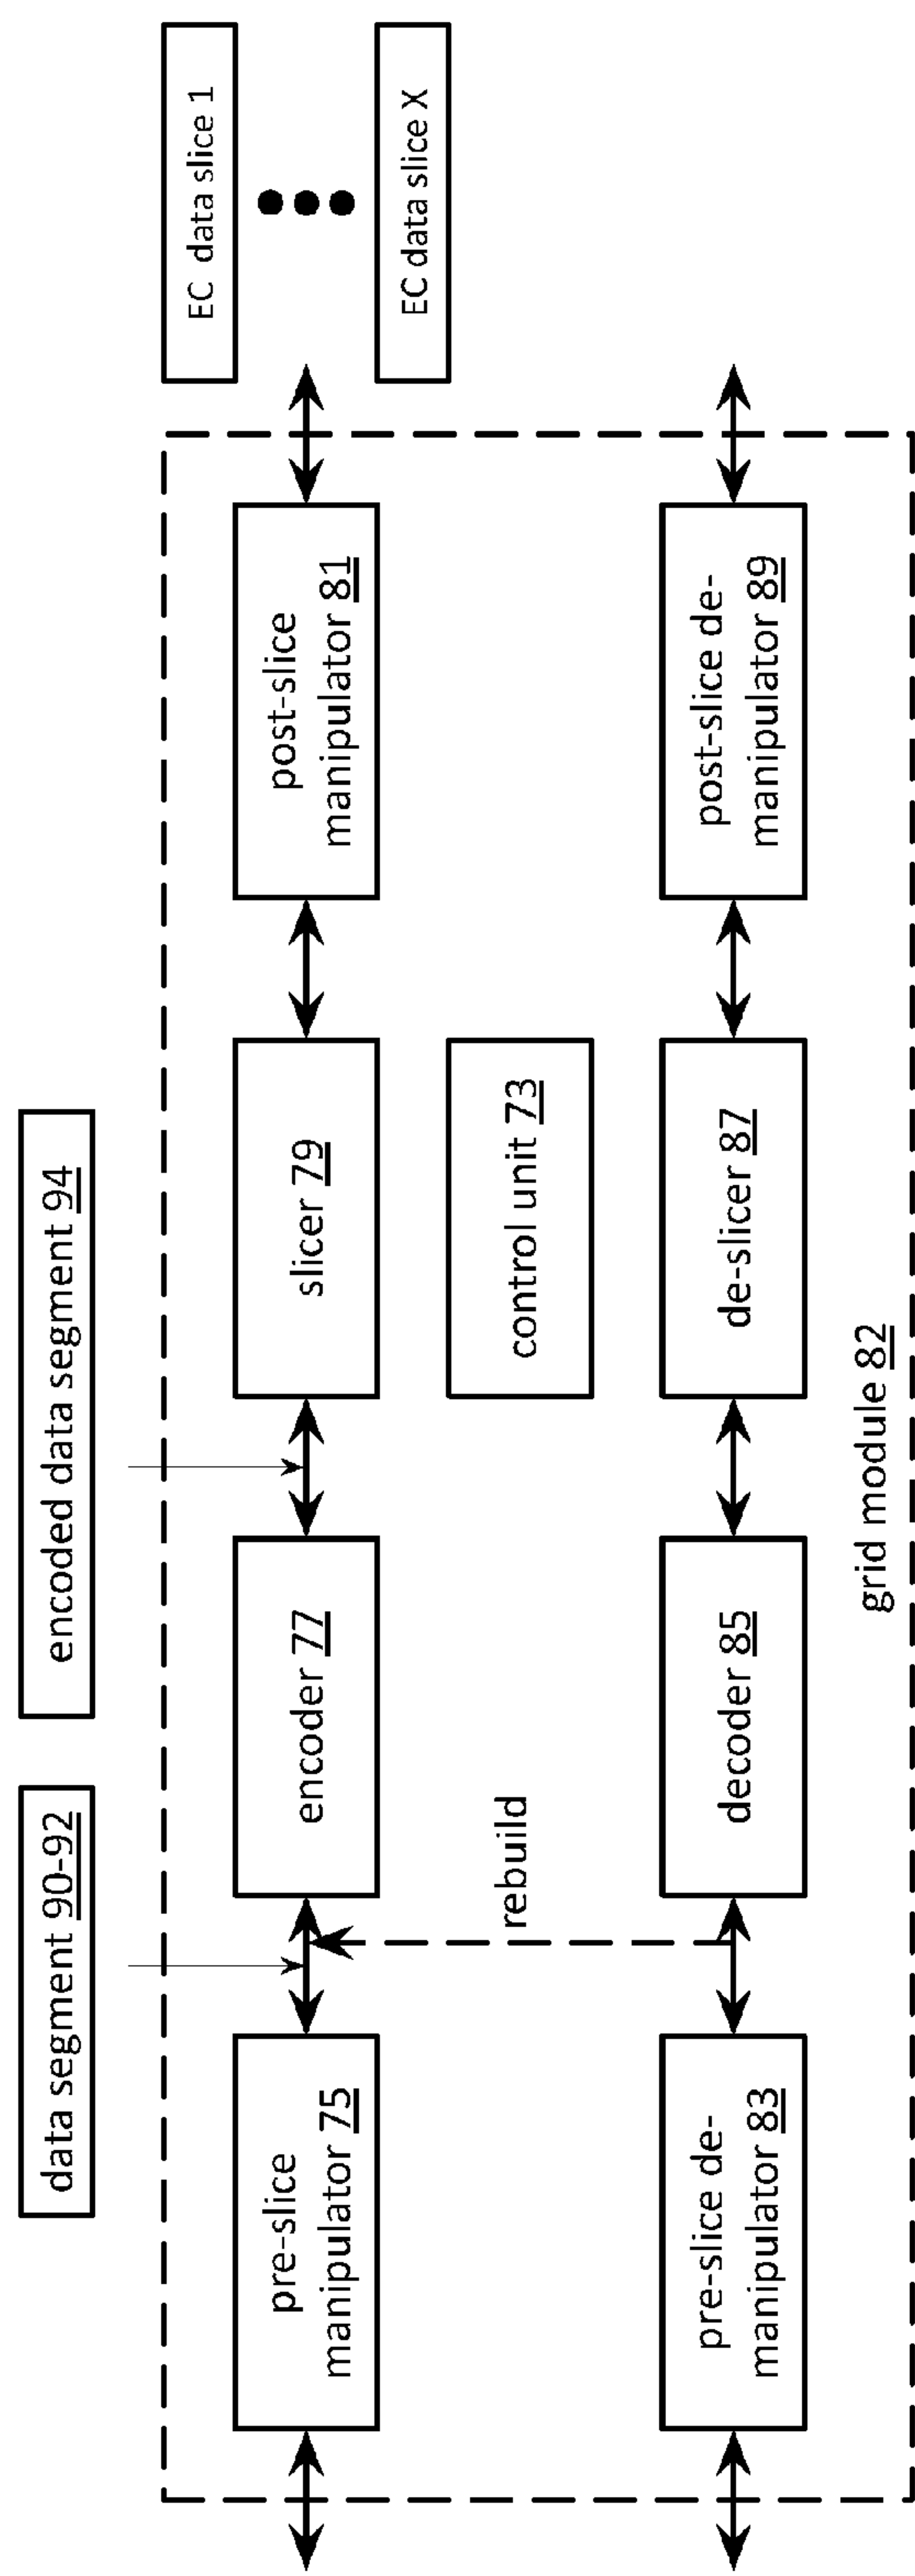 data segment 90-92
encoded data segment 94
EC data slice 1
EC data slice X
pre-slice
manipulator 75
encoder 77
slicer 79
post-slice
manipulator 81
rebuild
control unit 73
pre-slice de-
manipulator 83
decoder 85
de-slicer 87
post-slice de-
manipulator 89
grid module 82